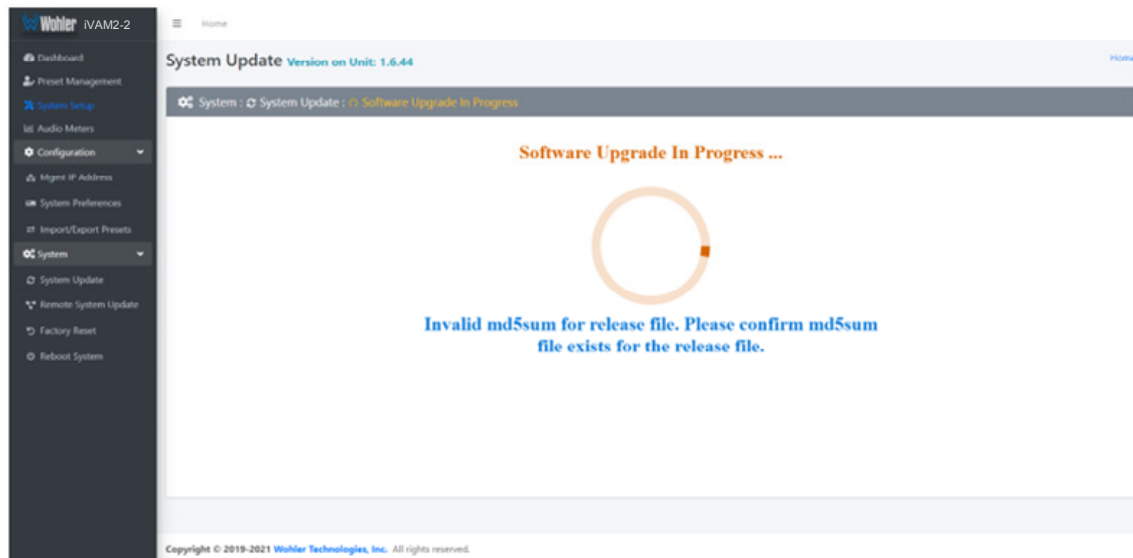 Wohler iVAM2-2
Home
Dashboard
Preset Management
System Setup
Audio Meters
Configuration
Mgmt IP Address
System Preferences
Import/Export Presets
System
System Update
Remote System Update
Factory Reset
Reboot System
System Update Version on Unit: 1.6.44
Home
System : System Update : Software Upgrade In Progress
Software Upgrade In Progress ...
Invalid md5sum for release file. Please confirm md5sum
file exists for the release file.
Copyright © 2019-2021 Wohler Technologies, Inc. All rights reserved.